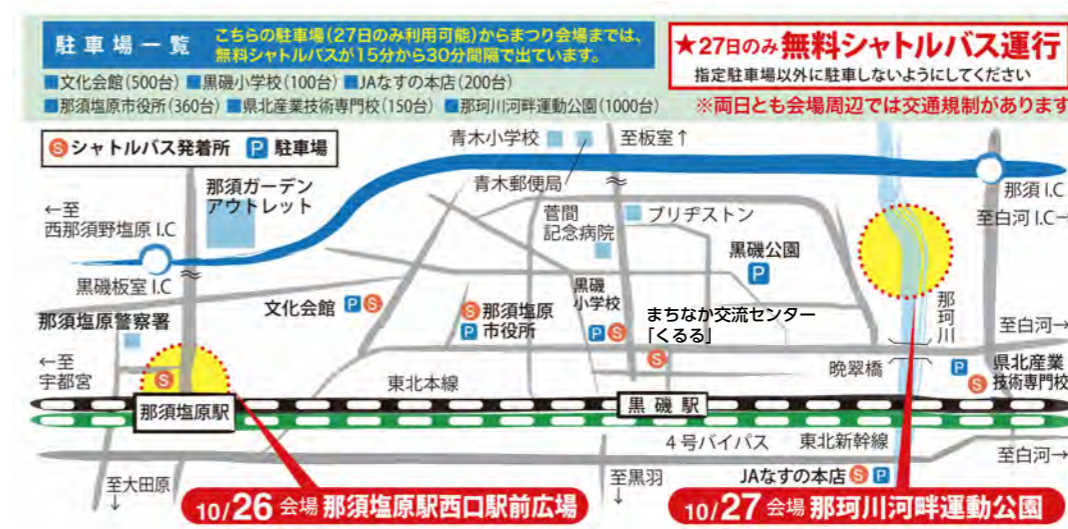 駐車場一覧
こちらの駐車場(27日のみ利用可能)からまつり会場までは、
無料シャトルバスが15分から30分間隔で出ています。
■文化会館(500台) ■黒磯小学校(100台) ■JAなすの本店(200台)
■那須塩原市役所(360台) ■県北産業技術専門校(150台) ■那珂川河畔運動公園(1000台)
★27日のみ無料シャトルバス運行
指定駐車場以外に駐車しないようにしてください
※両日とも会場周辺では交通規制があります
Sシャトルバス発着所 P 駐車場
青木小学校
至板室↑
青木郵便局
那須ガーデン
アウトレット
←至
西那須野塩原 I.C
黒磯板室 I.C
菅間
記念病院
ブリヂストン
黒磯公園
P
那須 I.C
至白河 I.C→
那須塩原警察署
←至
宇都宮
S
文化会館 P S
S 那須塩原
P 市役所
黒磯
小学校
P S
まちなか交流センター
「くるる」
S
那珂川
晩翠橋
至白河→
P
S
県北産業
技術専門校
東北本線
那須塩原駅
黒磯駅
4号バイパス
東北新幹線
至白河→
至大田原
↓
至黒羽
↓
JAなすの本店 S P
10/26 会場 那須塩原駅西口駅前広場
10/27 会場 那珂川河畔運動公園